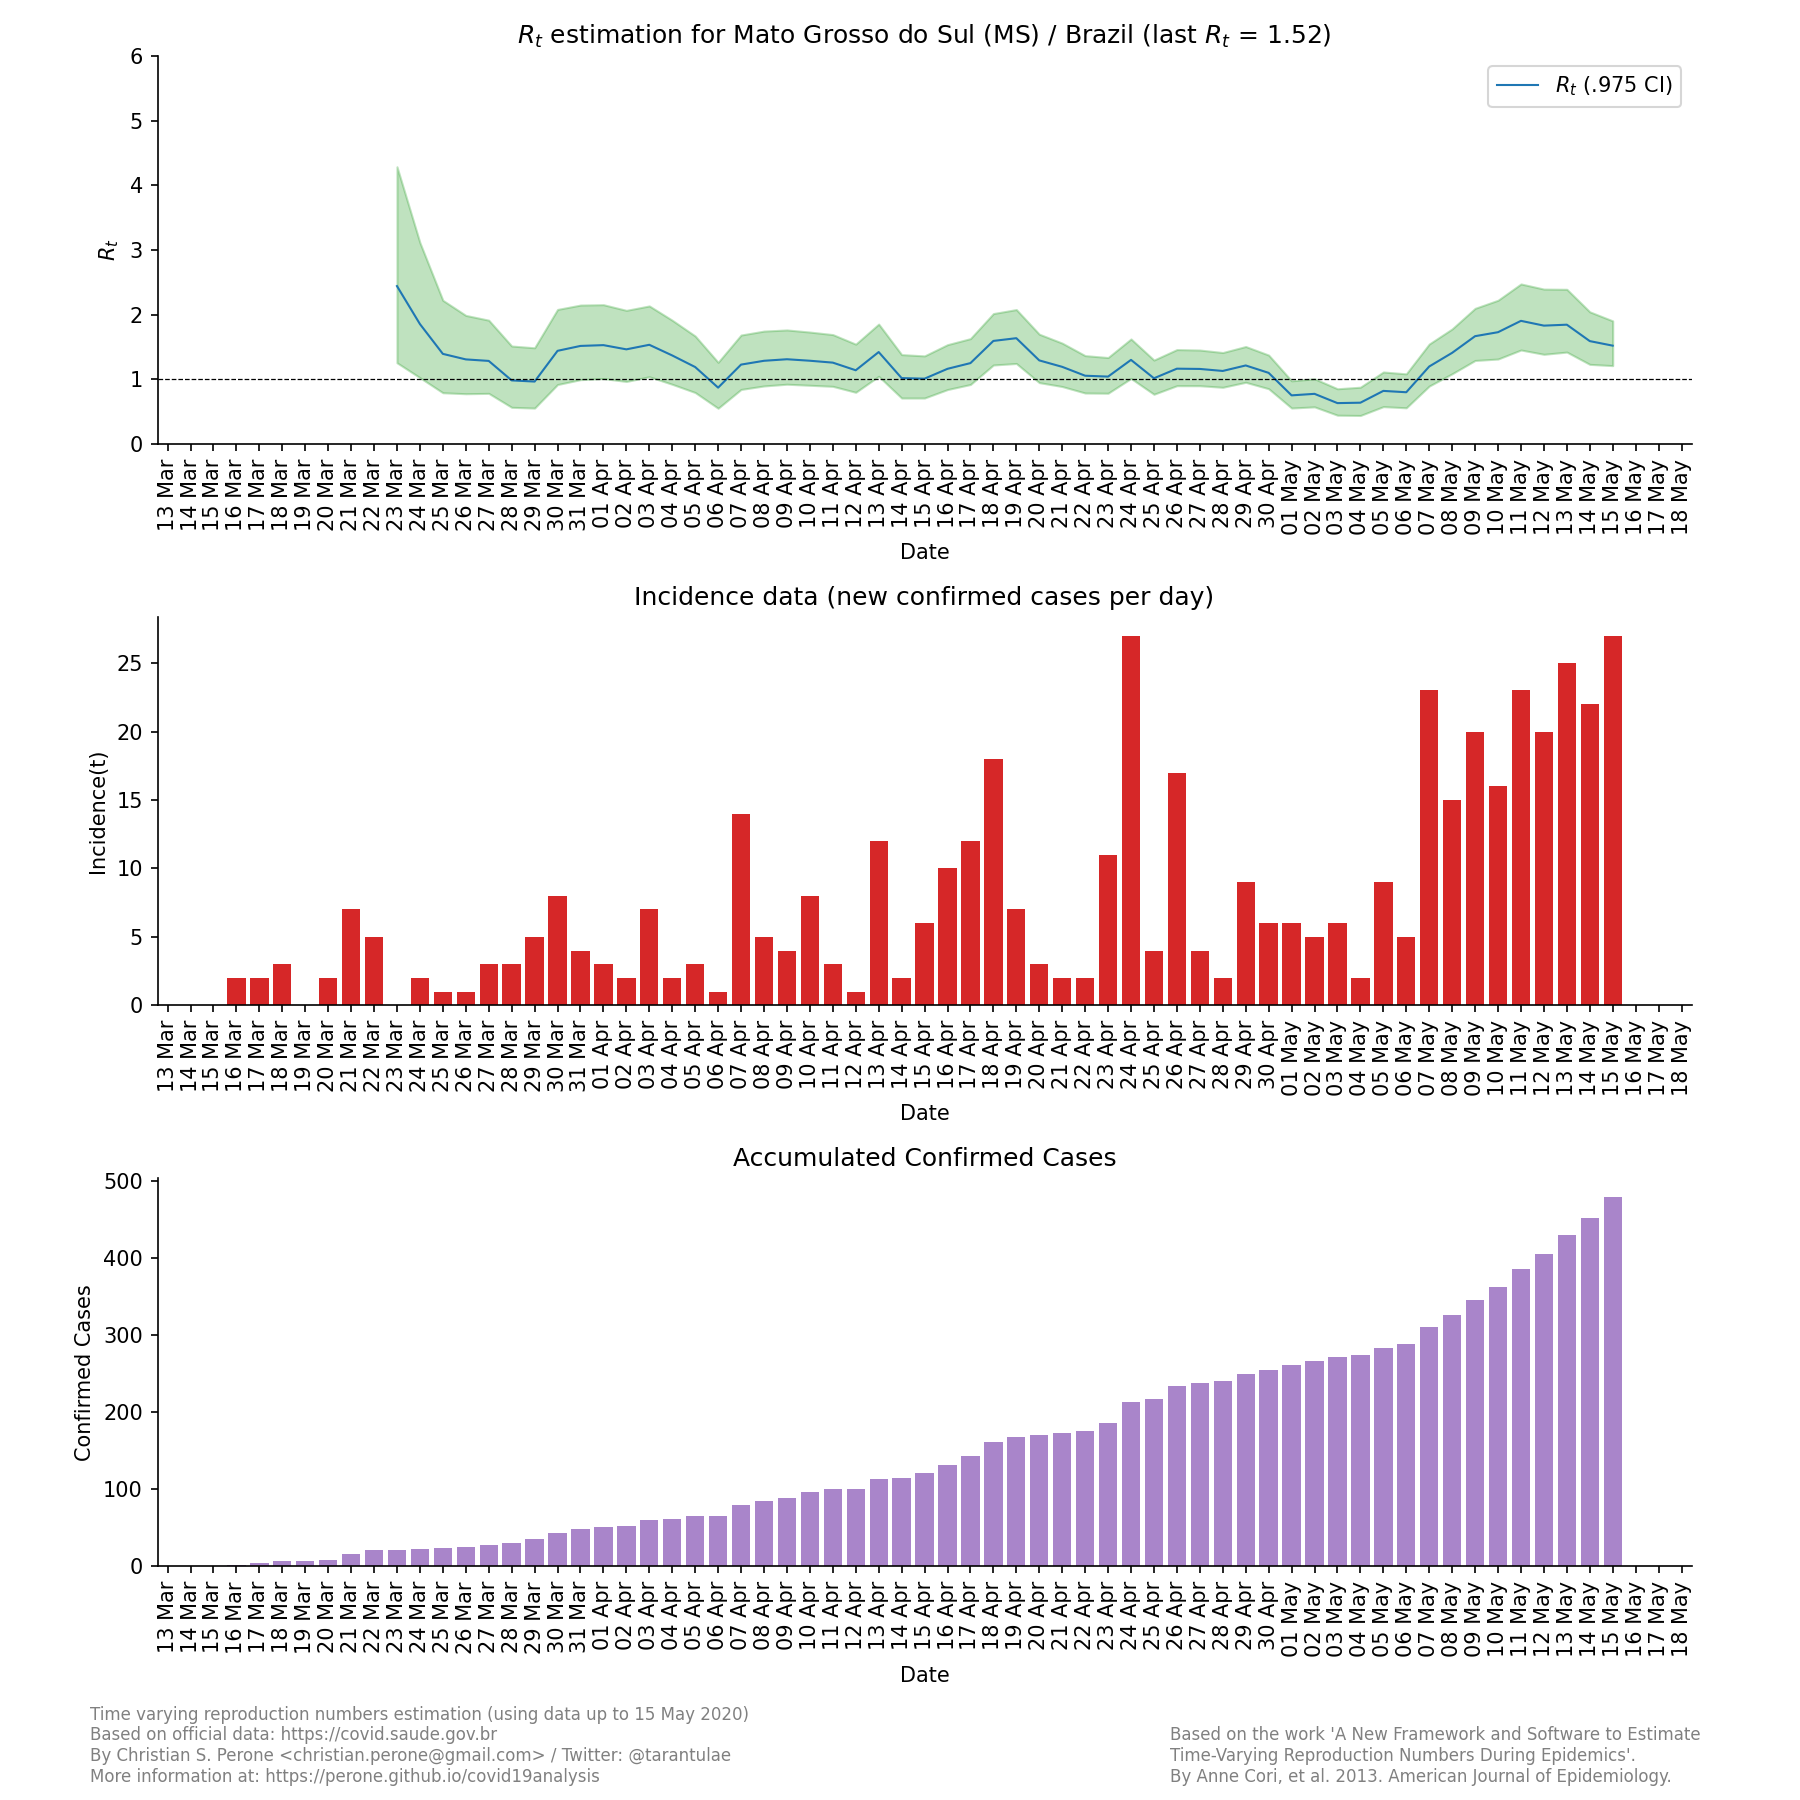 Rt estimation for Mato Grosso do Sul (MS) / Brazil (last Rt = 1.52)
Rt (.975 CI)
Rt
6
5
4
3
2
1
0
13 Mar 14 Mar 15 Mar 16 Mar 17 Mar 18 Mar 19 Mar 20 Mar 21 Mar 22 Mar 23 Mar 24 Mar 25 Mar 26 Mar 27 Mar 28 Mar 29 Mar 30 Mar 31 Mar 01 Apr 02 Apr 03 Apr 04 Apr 05 Apr 06 Apr 07 Apr 08 Apr 09 Apr 10 Apr 11 Apr 12 Apr 13 Apr 14 Apr 15 Apr 16 Apr 17 Apr 18 Apr 19 Apr 20 Apr 21 Apr 22 Apr 23 Apr 24 Apr 25 Apr 26 Apr 27 Apr 28 Apr 29 Apr 30 Apr 01 May 02 May 03 May 04 May 05 May 06 May 07 May 08 May 09 May 10 May 11 May 12 May 13 May 14 May 15 May 16 May 17 May 18 May
Date
Incidence data (new confirmed cases per day)
Incidence(t)
25
20
15
10
5
0
13 Mar 14 Mar 15 Mar 16 Mar 17 Mar 18 Mar 19 Mar 20 Mar 21 Mar 22 Mar 23 Mar 24 Mar 25 Mar 26 Mar 27 Mar 28 Mar 29 Mar 30 Mar 31 Mar 01 Apr 02 Apr 03 Apr 04 Apr 05 Apr 06 Apr 07 Apr 08 Apr 09 Apr 10 Apr 11 Apr 12 Apr 13 Apr 14 Apr 15 Apr 16 Apr 17 Apr 18 Apr 19 Apr 20 Apr 21 Apr 22 Apr 23 Apr 24 Apr 25 Apr 26 Apr 27 Apr 28 Apr 29 Apr 30 Apr 01 May 02 May 03 May 04 May 05 May 06 May 07 May 08 May 09 May 10 May 11 May 12 May 13 May 14 May 15 May 16 May 17 May 18 May
Date
Accumulated Confirmed Cases
Confirmed Cases
500
400
300
200
100
0
13 Mar 14 Mar 15 Mar 16 Mar 17 Mar 18 Mar 19 Mar 20 Mar 21 Mar 22 Mar 23 Mar 24 Mar 25 Mar 26 Mar 27 Mar 28 Mar 29 Mar 30 Mar 31 Mar 01 Apr 02 Apr 03 Apr 04 Apr 05 Apr 06 Apr 07 Apr 08 Apr 09 Apr 10 Apr 11 Apr 12 Apr 13 Apr 14 Apr 15 Apr 16 Apr 17 Apr 18 Apr 19 Apr 20 Apr 21 Apr 22 Apr 23 Apr 24 Apr 25 Apr 26 Apr 27 Apr 28 Apr 29 Apr 30 Apr 01 May 02 May 03 May 04 May 05 May 06 May 07 May 08 May 09 May 10 May 11 May 12 May 13 May 14 May 15 May 16 May 17 May 18 May
Date
Time varying reproduction numbers estimation (using data up to 15 May 2020)
Based on official data: https://covid.saude.gov.br
By Christian S. Perone <christian.perone@gmail.com> / Twitter: @tarantulae
More information at: https://perone.github.io/covid19analysis
Based on the work 'A New Framework and Software to Estimate
Time-Varying Reproduction Numbers During Epidemics'.
By Anne Cori, et al. 2013. American Journal of Epidemiology.